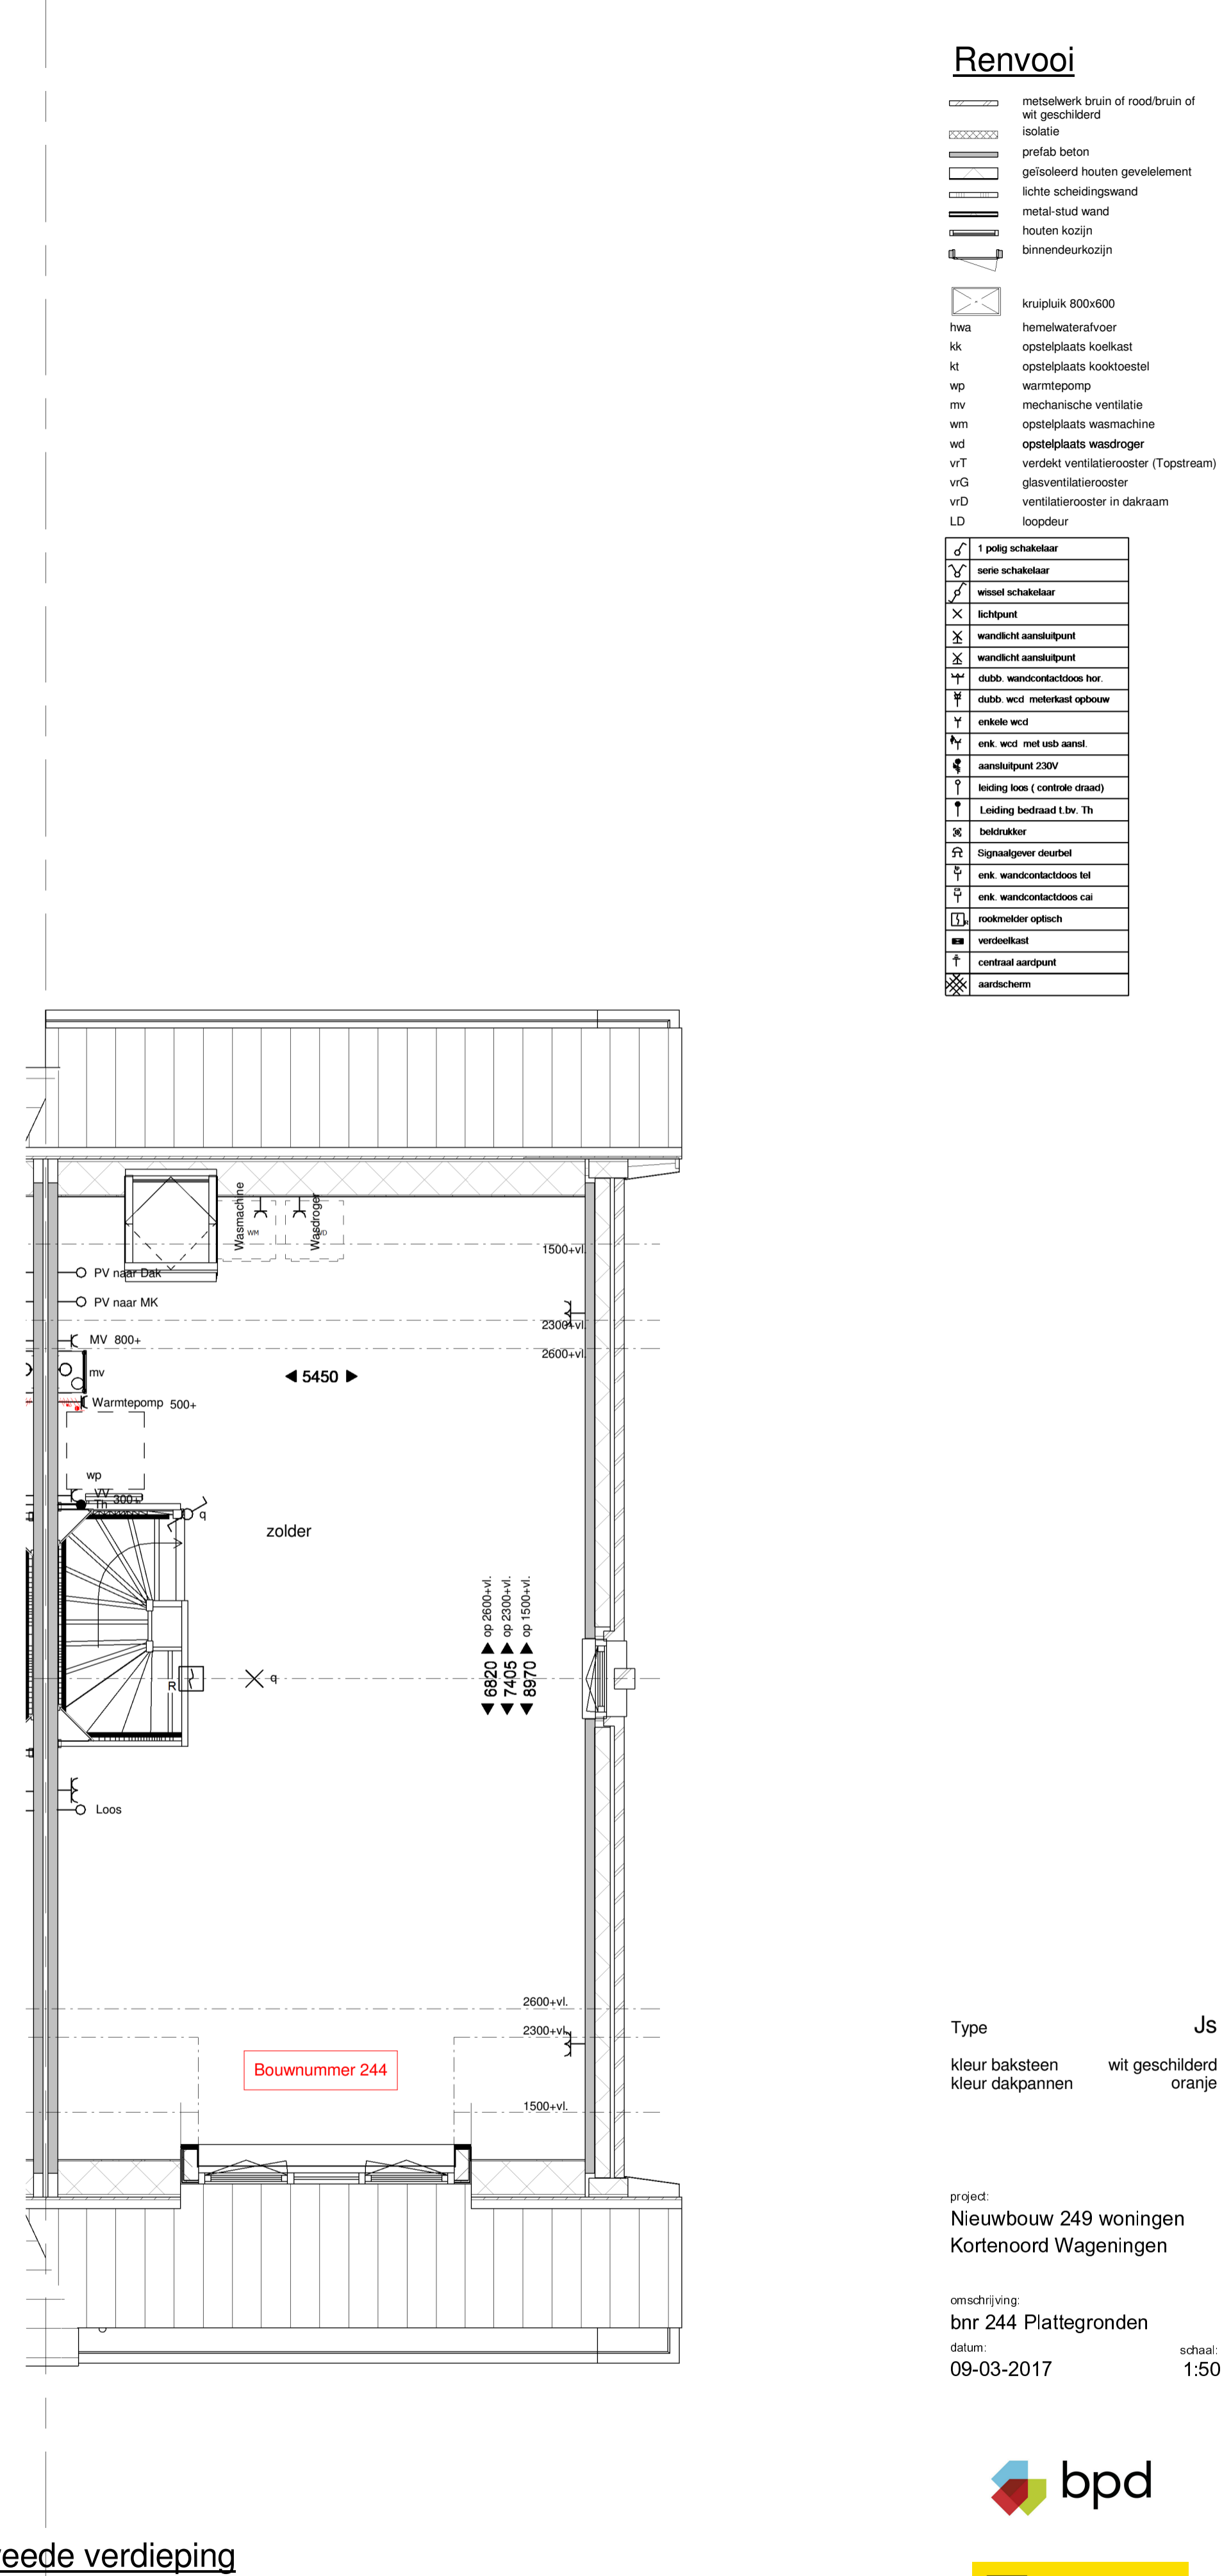 Renvooi
metselwerk bruin of rood/bruin of
wit geschilderd
isolatie
prefab beton
geïsoleerd houten gevelelement
lichte scheidingswand
metal-stud wand
houten kozijn
binnendeurkozijn
kruipluik 800x600
hwa hemelwaterafvoer
kk opstelplaats koelkast
kt opstelplaats kooktoestel
wp warmtepomp
mv mechanische ventilatie
wm opstelplaats wasmachine
wd opstelplaats wasdroger
vrT verdekt ventilatierooster (Topstream)
vrG glasventilatierooster
vrD ventilatierooster in dakraam
LD loopdeur
1 polig schakelaar
serie schakelaar
wissel schakelaar
lichtpunt
wandlicht aansluitpunt
wandlicht aansluitpunt
dubb. wandcontactdoos hor.
dubb. wcd meterkast opbouw
enkele wcd
enk. wcd met usb aansl.
aansluitpunt 230V
leiding loos ( controle draad)
Leiding bedraad t.bv. Th
beldrukker
Signaalgever deurbel
enk. wandcontactdoos tel
enk. wandcontactdoos cai
rookmelder optisch
verdeelkast
centraal aardpunt
aardscherm
Wasmachine
WM
Wasdroger
WD
1500+vl.
PV naar Dak
PV naar MK
2300+vl.
MV 800+
2600+vl.
mv
5450
Warmtepomp 500+
wp
VV
300+
Th
q
zolder
6820 op 2600+vl.
7405 op 2300+vl.
8970 op 1500+vl.
R
q
Loos
2600+vl.
2300+vl.
Bouwnummer 244
1500+vl.
Type Js
kleur baksteen wit geschilderd
kleur dakpannen oranje
project:
Nieuwbouw 249 woningen
Kortenoord Wageningen
omschrijving:
bnr 244 Plattegronden
datum: schaal:
09-03-2017 1:50
bpd
eede verdieping